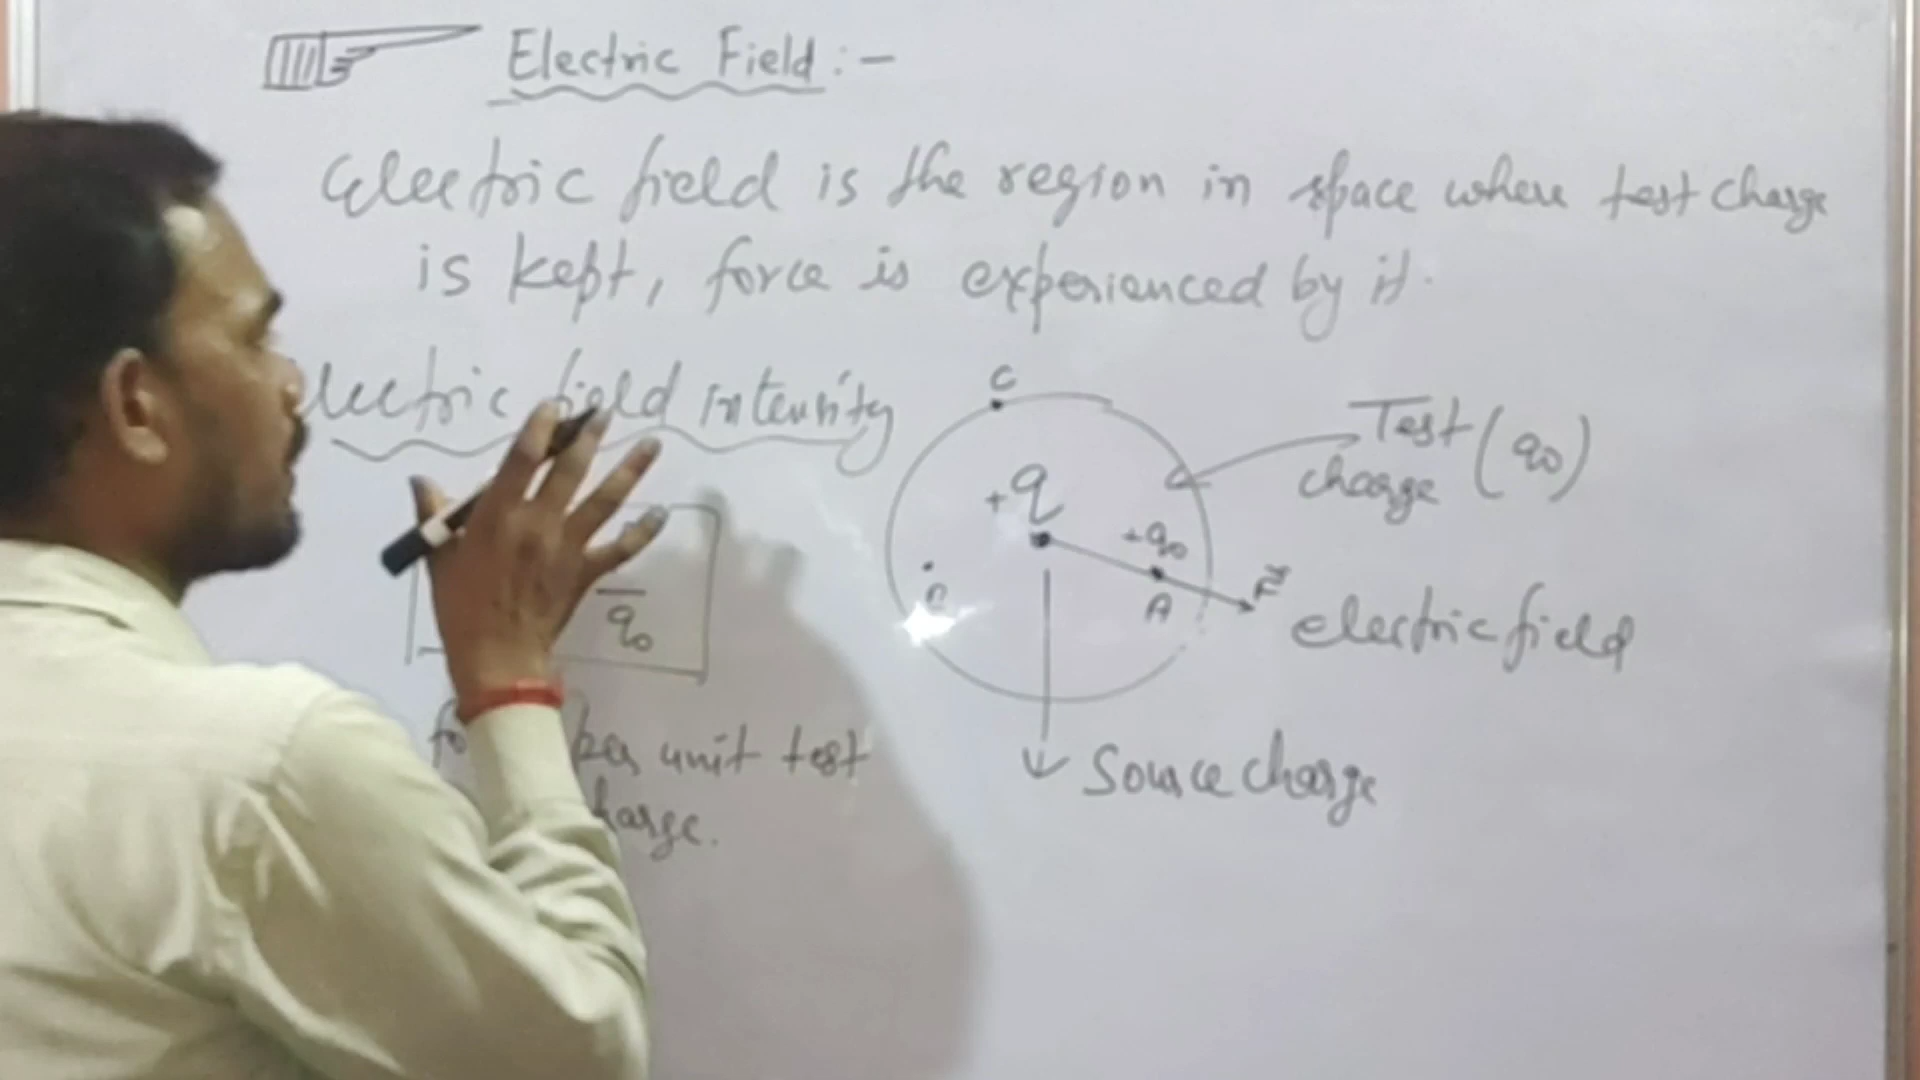 Electric Field :-
Electric field is the region in space where test charge
is kept, force is experienced by it.
lectric field intensity
C
Test
charge (q₀)
+q
+q₀
A
F
electric field
q₀
per unit test
harge.
Source charge